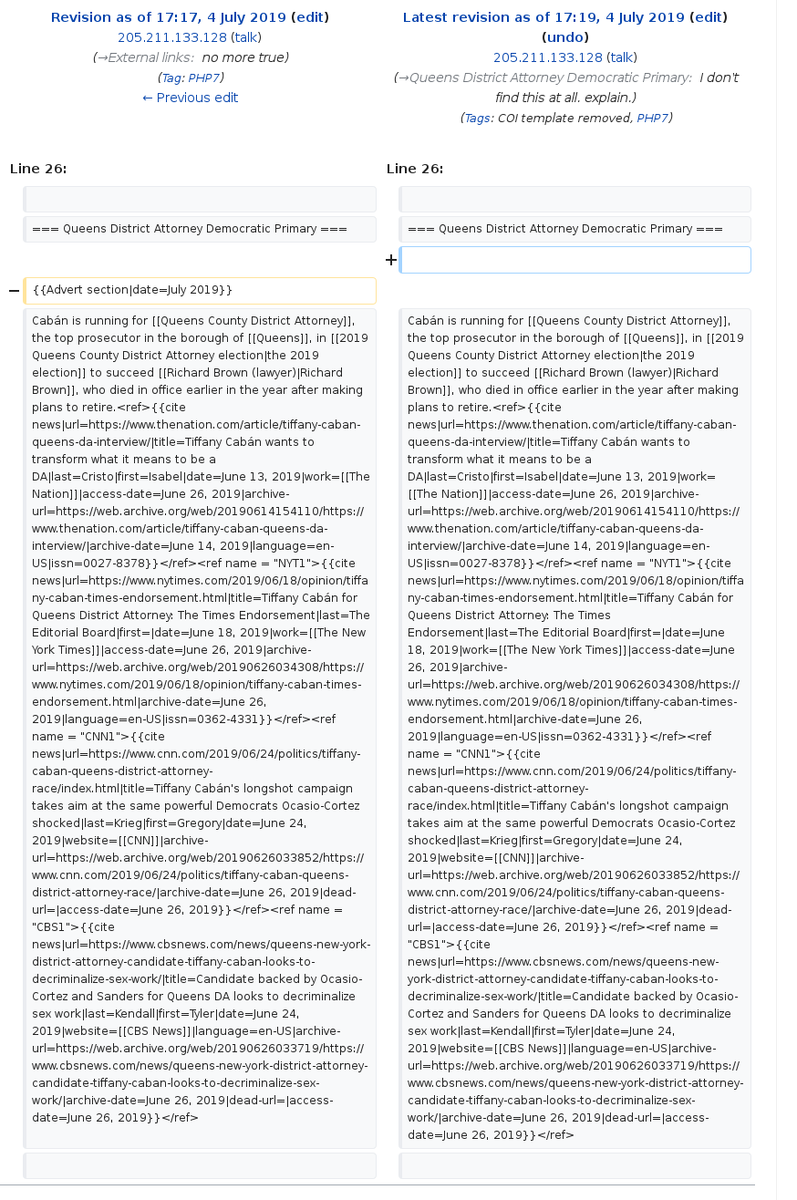 Revision as of 17:17, 4 July 2019 (edit)
205.211.133.128 (talk)
(→External links: no more true)
(Tag: PHP7)
← Previous edit
Latest revision as of 17:19, 4 July 2019 (edit)
(undo)
205.211.133.128 (talk)
(→Queens District Attorney Democratic Primary: I don't
find this at all. explain.)
(Tags: COI template removed, PHP7)
Line 26:
=== Queens District Attorney Democratic Primary ===
−
{{Advert section|date=July 2019}}
Cabán is running for [[Queens County District Attorney]],
the top prosecutor in the borough of [[Queens]], in [[2019
Queens County District Attorney election|the 2019
election]] to succeed [[Richard Brown (lawyer)|Richard
Brown]], who died in office earlier in the year after making
plans to retire.<ref>{{cite
news|url=https://www.thenation.com/article/tiffany-caban-
queens-da-interview/|title=Tiffany Cabán wants to
transform what it means to be a
DA|last=Cristo|first=Isabel|date=June 13, 2019|work=[[The
Nation]]|access-date=June 26, 2019|archive-
url=https://web.archive.org/web/20190614154110/https://
www.thenation.com/article/tiffany-caban-queens-da-
interview/|archive-date=June 14, 2019|language=en-
US|issn=0027-8378}}</ref><ref name = "NYT1">{{cite
news|url=https://www.nytimes.com/2019/06/18/opinion/tiffa
ny-caban-times-endorsement.html|title=Tiffany Cabán for
Queens District Attorney: The Times Endorsement|last=The
Editorial Board|first=|date=June 18, 2019|work=[[The New
York Times]]|access-date=June 26, 2019|archive-
url=https://web.archive.org/web/20190626034308/https://
www.nytimes.com/2019/06/18/opinion/tiffany-caban-times-
endorsement.html|archive-date=June 26,
2019|language=en-US|issn=0362-4331}}</ref><ref
name = "CNN1">{{cite
news|url=https://www.cnn.com/2019/06/24/politics/tiffany-
caban-queens-district-attorney-
race/index.html|title=Tiffany Cabán's longshot campaign
takes aim at the same powerful Democrats Ocasio-Cortez
shocked|last=Krieg|first=Gregory|date=June 24,
2019|website=[[CNN]]|archive-
url=https://web.archive.org/web/20190626033852/https://
www.cnn.com/2019/06/24/politics/tiffany-caban-queens-
district-attorney-race/|archive-date=June 26, 2019|dead-
url=|access-date=June 26, 2019}}</ref><ref name =
"CBS1">{{cite
news|url=https://www.cbsnews.com/news/queens-new-york-
district-attorney-candidate-tiffany-caban-looks-to-
decriminalize-sex-work/|title=Candidate backed by Ocasio-
Cortez and Sanders for Queens DA looks to decriminalize
sex work|last=Kendall|first=Tyler|date=June 24,
2019|website=[[CBS News]]|language=en-US|archive-
url=https://web.archive.org/web/20190626033719/https://
www.cbsnews.com/news/queens-new-york-district-attorney-
candidate-tiffany-caban-looks-to-decriminalize-sex-
work/|archive-date=June 26, 2019|dead-url=|access-
date=June 26, 2019}}</ref>
Line 26:
=== Queens District Attorney Democratic Primary ===
+
Cabán is running for [[Queens County District Attorney]],
the top prosecutor in the borough of [[Queens]], in [[2019
Queens County District Attorney election|the 2019
election]] to succeed [[Richard Brown (lawyer)|Richard
Brown]], who died in office earlier in the year after making
plans to retire.<ref>{{cite
news|url=https://www.thenation.com/article/tiffany-caban-
queens-da-interview/|title=Tiffany Cabán wants to
transform what it means to be a
DA|last=Cristo|first=Isabel|date=June 13, 2019|work=
[[The Nation]]|access-date=June 26, 2019|archive-
url=https://web.archive.org/web/20190614154110/https://
www.thenation.com/article/tiffany-caban-queens-da-
interview/|archive-date=June 14, 2019|language=en-
US|issn=0027-8378}}</ref><ref name = "NYT1">{{cite
news|url=https://www.nytimes.com/2019/06/18/opinion/tiffa
ny-caban-times-endorsement.html|title=Tiffany Cabán for
Queens District Attorney: The Times
Endorsement|last=The Editorial Board|first=|date=June
18, 2019|work=[[The New York Times]]|access-date=June
26, 2019|archive-
url=https://web.archive.org/web/20190626034308/https://
www.nytimes.com/2019/06/18/opinion/tiffany-caban-times-
endorsement.html|archive-date=June 26,
2019|language=en-US|issn=0362-4331}}</ref><ref
name = "CNN1">{{cite
news|url=https://www.cnn.com/2019/06/24/politics/tiffany-
caban-queens-district-attorney-
race/index.html|title=Tiffany Cabán's longshot campaign
takes aim at the same powerful Democrats Ocasio-Cortez
shocked|last=Krieg|first=Gregory|date=June 24,
2019|website=[[CNN]]|archive-
url=https://web.archive.org/web/20190626033852/https://
www.cnn.com/2019/06/24/politics/tiffany-caban-queens-
district-attorney-race/|archive-date=June 26, 2019|dead-
url=|access-date=June 26, 2019}}</ref><ref name =
"CBS1">{{cite
news|url=https://www.cbsnews.com/news/queens-new-
york-district-attorney-candidate-tiffany-caban-looks-to-
decriminalize-sex-work/|title=Candidate backed by Ocasio-
Cortez and Sanders for Queens DA looks to decriminalize
sex work|last=Kendall|first=Tyler|date=June 24,
2019|website=[[CBS News]]|language=en-US|archive-
url=https://web.archive.org/web/20190626033719/https://
www.cbsnews.com/news/queens-new-york-district-attorney-
candidate-tiffany-caban-looks-to-decriminalize-sex-
work/|archive-date=June 26, 2019|dead-url=|access-
date=June 26, 2019}}</ref>